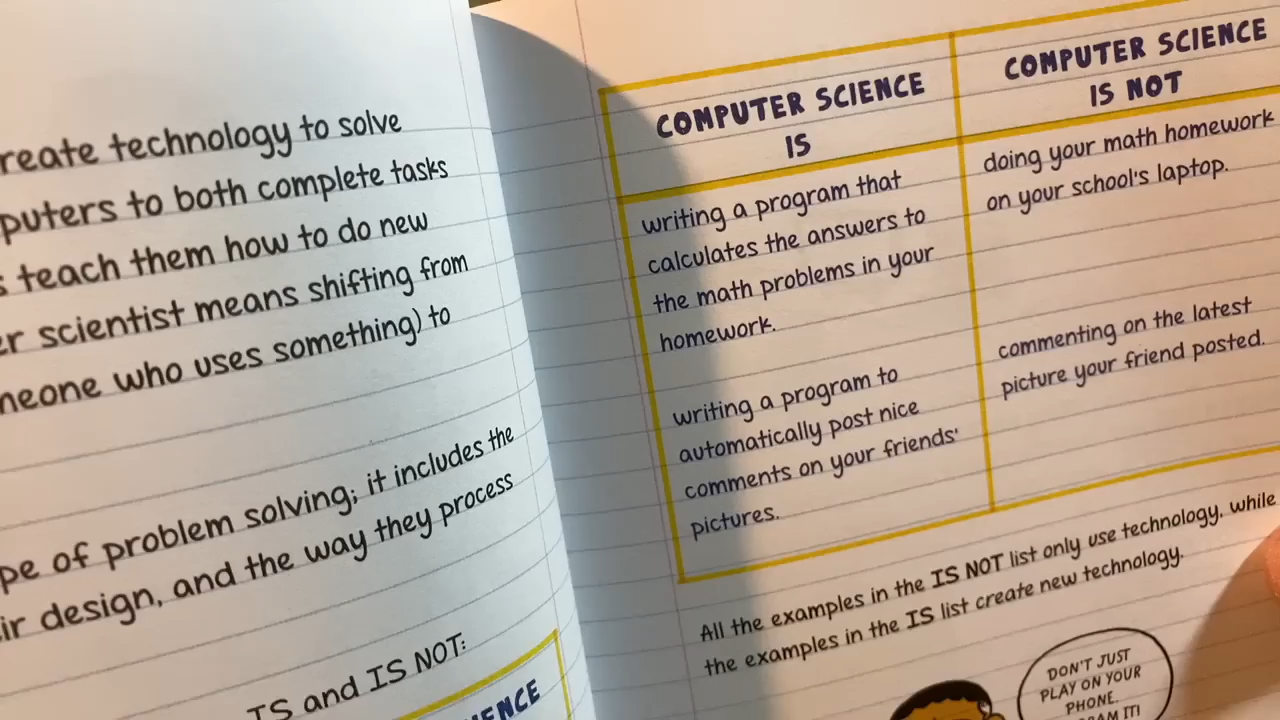 create technology to solve
puters to both complete tasks
teach them how to do new
er scientist means shifting from
meone who uses something) to
pe of problem solving; it includes the
ir design, and the way they process
IS and IS NOT:
ENCE
COMPUTER SCIENCE
IS
writing a program that
calculates the answers to
the math problems in your
homework.
writing a program to
automatically post nice
comments on your friends'
pictures.
COMPUTER SCIENCE
IS NOT
doing your math homework
on your school's laptop.
commenting on the latest
picture your friend posted.
All the examples in the IS NOT list only use technology, while
the examples in the IS list create new technology.
DON'T JUST
PLAY ON YOUR
PHONE.
RAM IT!